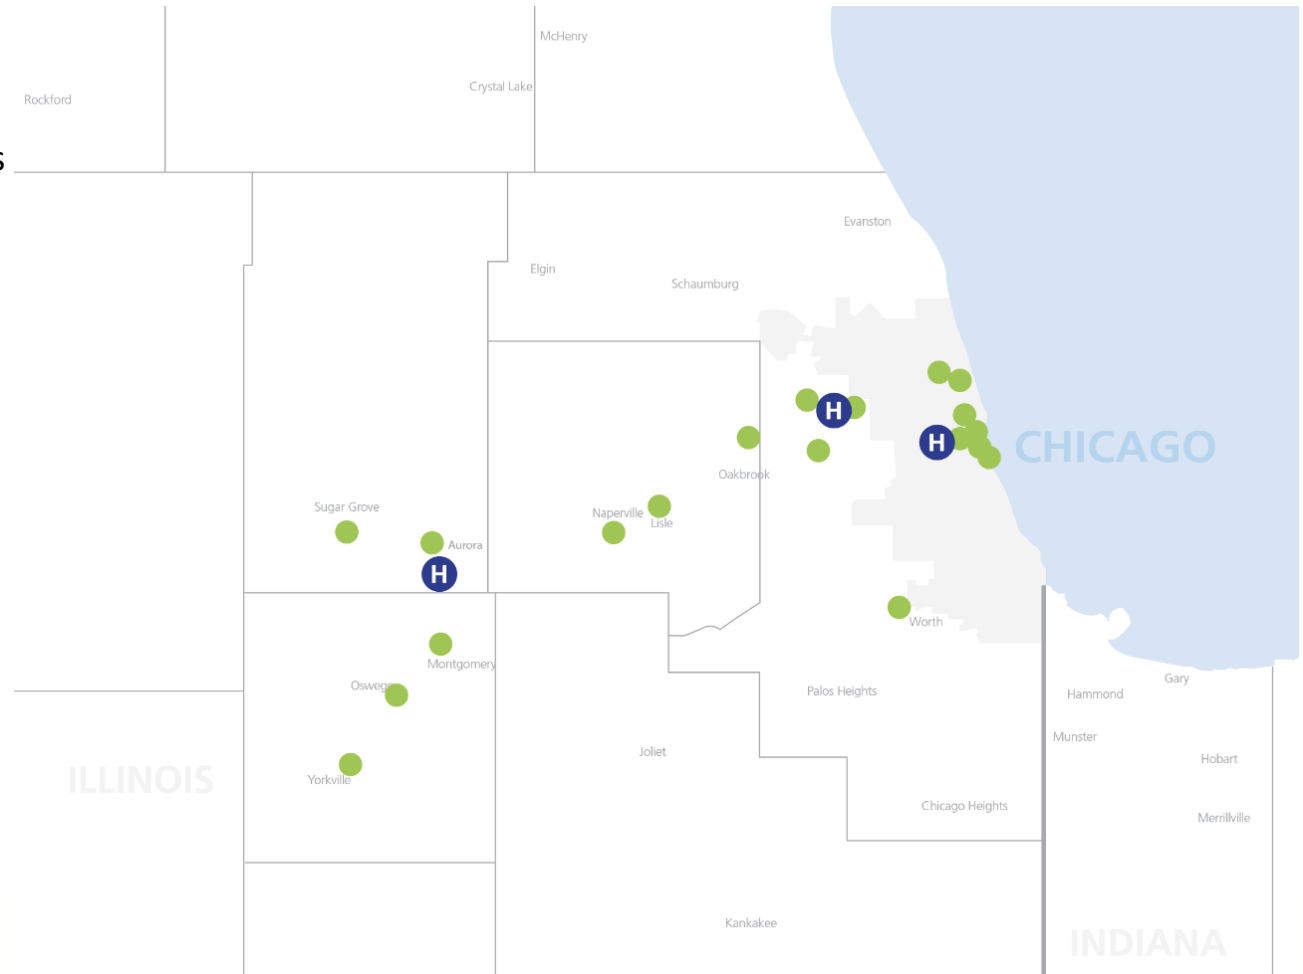 McHenry
Crystal Lake
Rockford
s
Evanston
Elgin
Schaumburg
H
H
CHICAGO
Oakbrook
Sugar Grove
Naperville
Lisle
Aurora
H
Worth
Montgomery
Oswego
Palos Heights
Gary
Hammond
Munster
Joliet
Hobart
ILLINOIS
Yorkville
Chicago Heights
Merrillville
Kankakee
INDIANA